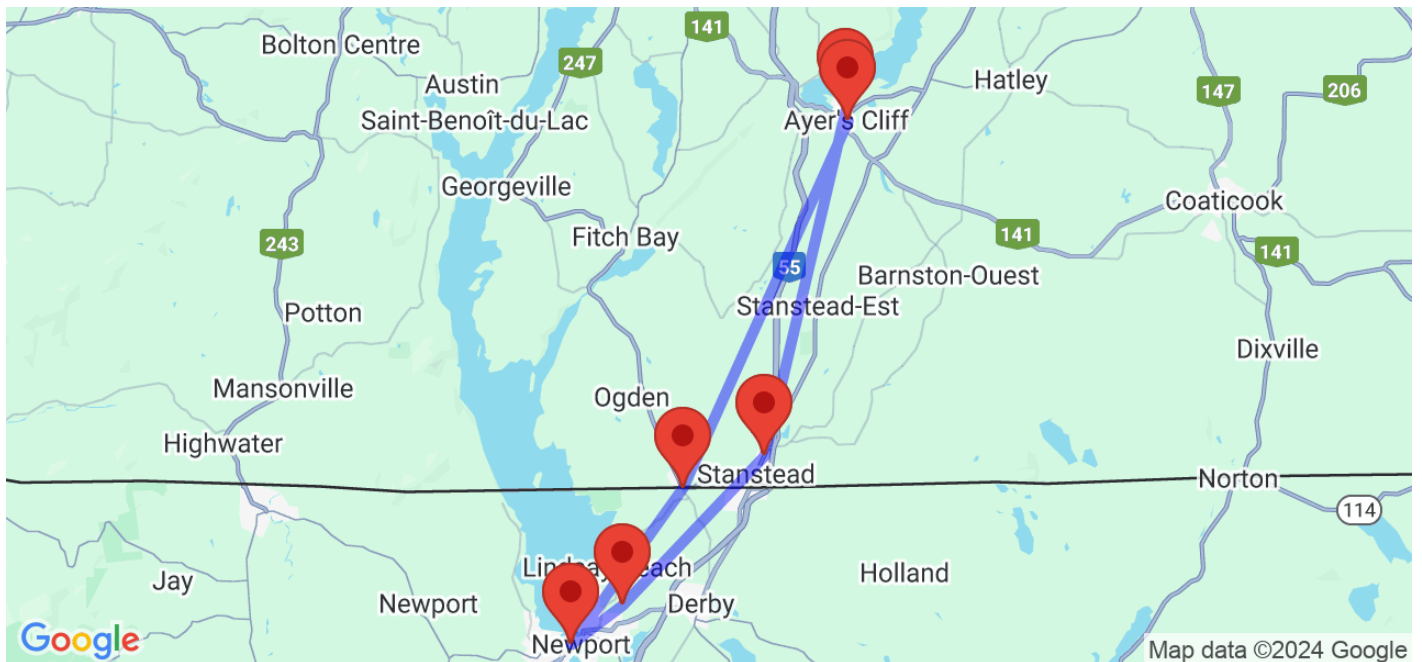 141
Bolton Centre
247
Austin
Hatley
147
206
Saint-Benoît-du-Lac
Ayer's Cliff
Georgeville
Coaticook
243
Fitch Bay
141
141
55
Barnston-Ouest
Stanstead-Est
Potton
Dixville
Mansonville
Ogden
Highwater
Stanstead
Norton
114
Lindsay Beach
Jay
Holland
Newport
Derby
Google
Newport
Map data ©2024 Google